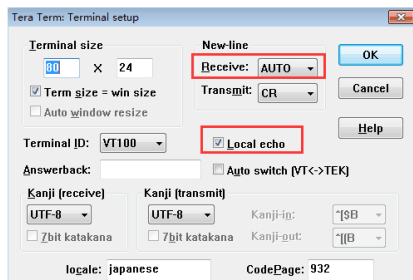 Tera Term: Terminal setup
Terminal size
80 X 24
Term size = win size
Auto window resize
New-line
Receive: AUTO
Transmit: CR
OK
Cancel
Help
Terminal ID: VT100
Local echo
Answerback:
Auto switch (VT<->TEK)
Kanji (receive)
UTF-8
7bit katakana
Kanji (transmit)
UTF-8
7bit katakana
Kanji-in: ^[$B
Kanji-out: ^[(B
locale: japanese
CodePage: 932